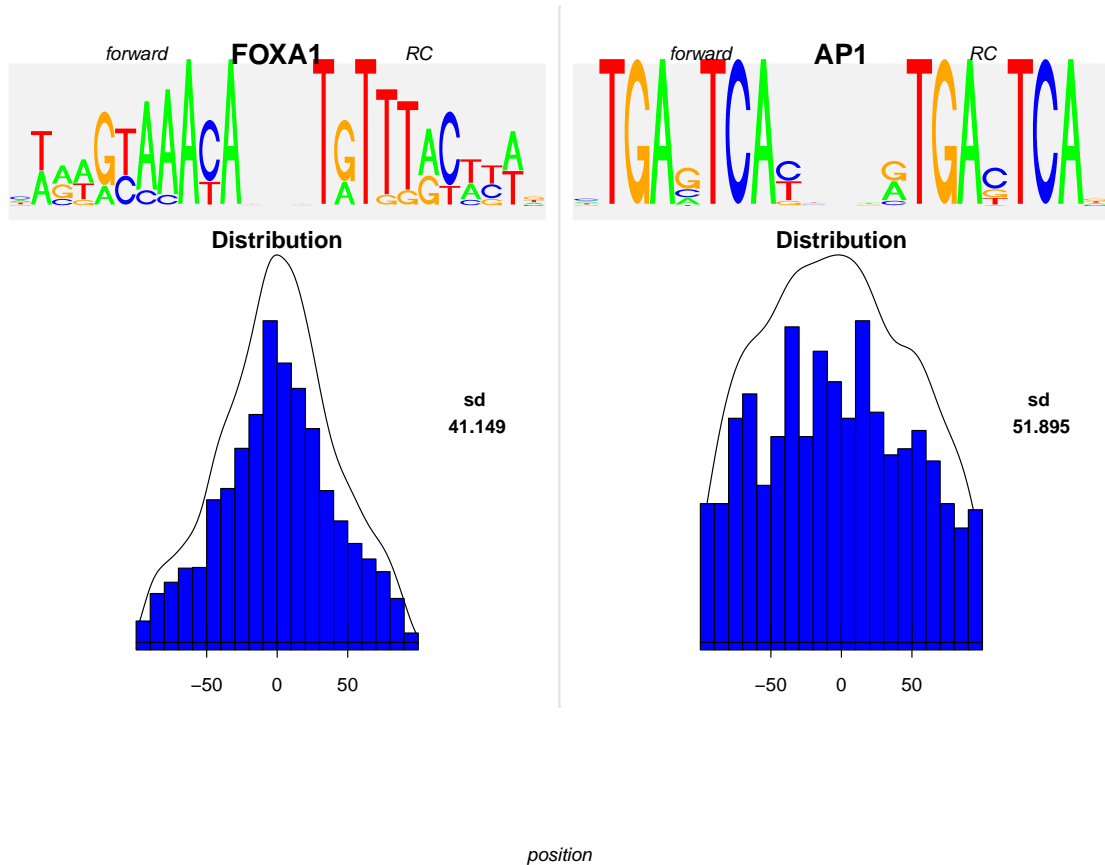 forward FOXA1 RC
Distribution
sd
41.149
−50 0 50
forward AP1 RC
Distribution
sd
51.895
−50 0 50
position